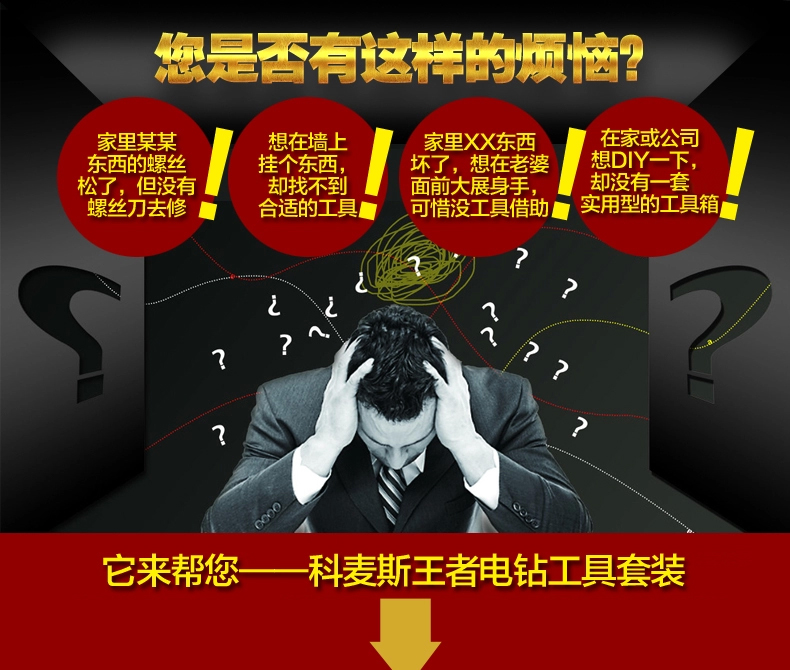 您是否有这样的烦恼?
家里某某
东西的螺丝
松了，但没有
螺丝刀去修
!
想在墙上
挂个东西，
却找不到
合适的工具
!
家里XX东西
坏了，想在老婆
面前大展身手，
可惜没工具借助
!
在家或公司
想DIY一下，
却没有一套
实用型的工具箱
!
它来帮您——科麦斯王者电钻工具套装